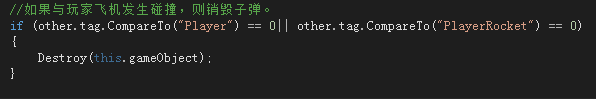 //如果与玩家飞机发生碰撞，则销毁子弹。
if (other.tag.CompareTo("Player") == 0|| other.tag.CompareTo("PlayerRocket") == 0)
{
    Destroy(this.gameObject);
}